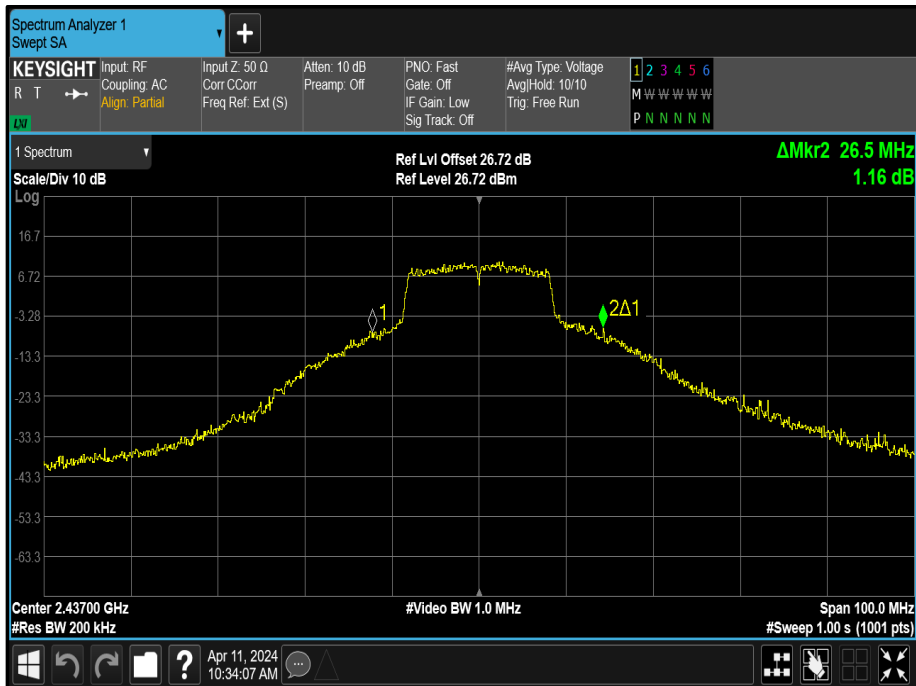 Spectrum Analyzer 1
Swept SA
+
KEYSIGHT
R T
LXI
Input: RF
Coupling: AC
Align: Partial
Input Z: 50 Ω
Corr CCorr
Freq Ref: Ext (S)
Atten: 10 dB
Preamp: Off
PNO: Fast
Gate: Off
IF Gain: Low
Sig Track: Off
#Avg Type: Voltage
Avg|Hold: 10/10
Trig: Free Run
1 2 3 4 5 6
M W W W W W
P N N N N N
1 Spectrum
Scale/Div 10 dB
Ref Lvl Offset 26.72 dB
Ref Level 26.72 dBm
ΔMkr2 26.5 MHz
1.16 dB
Log
16.7
6.72
-3.28
-13.3
-23.3
-33.3
-43.3
-53.3
-63.3
1
2Δ1
Center 2.43700 GHz
#Res BW 200 kHz
#Video BW 1.0 MHz
Span 100.0 MHz
#Sweep 1.00 s (1001 pts)
?
Apr 11, 2024
10:34:07 AM